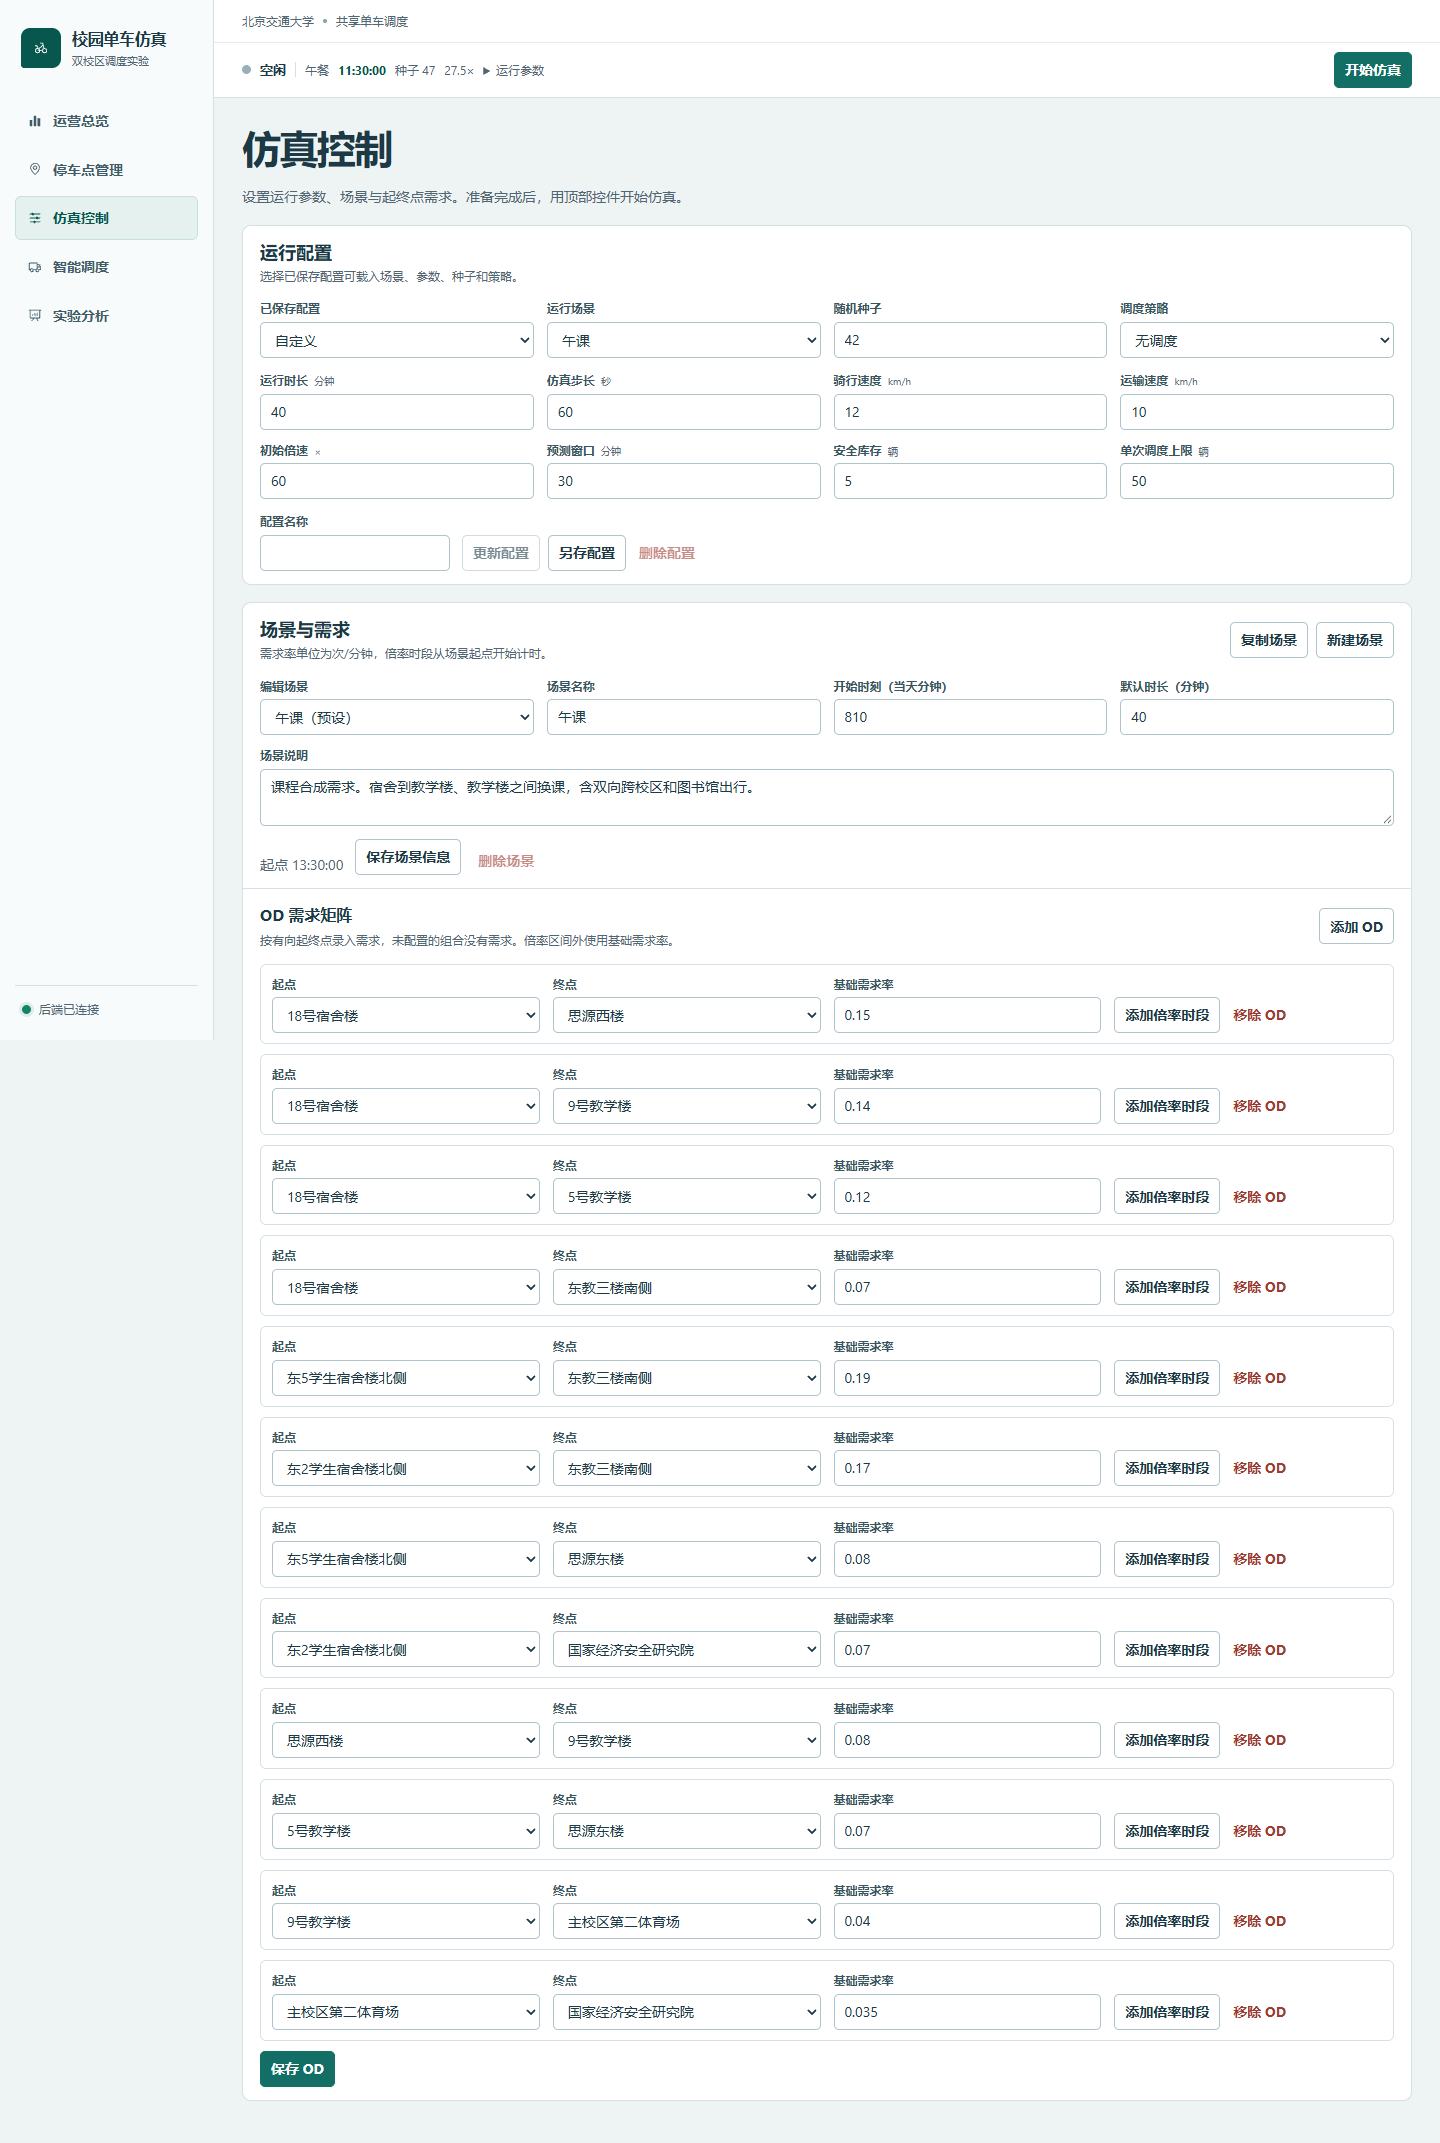 校园单车仿真
双校区调度实验
运营总览
停车点管理
仿真控制
智能调度
实验分析
后端已连接
北京交通大学 • 共享单车调度
空闲 午餐 11:30:00 种子 47 27.5× ▶ 运行参数 开始仿真
仿真控制
设置运行参数、场景与起终点需求。准备完成后，用顶部控件开始仿真。
运行配置
选择已保存配置可载入场景、参数、种子和策略。
已保存配置 运行场景 随机种子 调度策略
自定义 午课 42 无调度
运行时长 分钟 仿真步长 秒 骑行速度 km/h 运输速度 km/h
40 60 12 10
初始倍速 × 预测窗口 分钟 安全库存 辆 单次调度上限 辆
60 30 5 50
配置名称
更新配置 另存配置 删除配置
场景与需求
需求率单位为次/分钟，倍率时段从场景起点开始计时。
复制场景 新建场景
编辑场景 场景名称 开始时刻（当天分钟） 默认时长（分钟）
午课（预设） 午课 810 40
场景说明
课程合成需求。宿舍到教学楼、教学楼之间换课，含双向跨校区和图书馆出行。
起点 13:30:00 保存场景信息 删除场景
OD 需求矩阵
按有向起终点录入需求，未配置的组合没有需求。倍率区间外使用基础需求率。
添加 OD
起点 终点 基础需求率
18号宿舍楼 思源西楼 0.15 添加倍率时段 移除 OD
起点 终点 基础需求率
18号宿舍楼 9号教学楼 0.14 添加倍率时段 移除 OD
起点 终点 基础需求率
18号宿舍楼 5号教学楼 0.12 添加倍率时段 移除 OD
起点 终点 基础需求率
18号宿舍楼 东教三楼南侧 0.07 添加倍率时段 移除 OD
起点 终点 基础需求率
东5学生宿舍楼北侧 东教三楼南侧 0.19 添加倍率时段 移除 OD
起点 终点 基础需求率
东2学生宿舍楼北侧 东教三楼南侧 0.17 添加倍率时段 移除 OD
起点 终点 基础需求率
东5学生宿舍楼北侧 思源东楼 0.08 添加倍率时段 移除 OD
起点 终点 基础需求率
东2学生宿舍楼北侧 国家经济安全研究院 0.07 添加倍率时段 移除 OD
起点 终点 基础需求率
思源西楼 9号教学楼 0.08 添加倍率时段 移除 OD
起点 终点 基础需求率
5号教学楼 思源东楼 0.07 添加倍率时段 移除 OD
起点 终点 基础需求率
9号教学楼 主校区第二体育场 0.04 添加倍率时段 移除 OD
起点 终点 基础需求率
主校区第二体育场 国家经济安全研究院 0.035 添加倍率时段 移除 OD
保存 OD